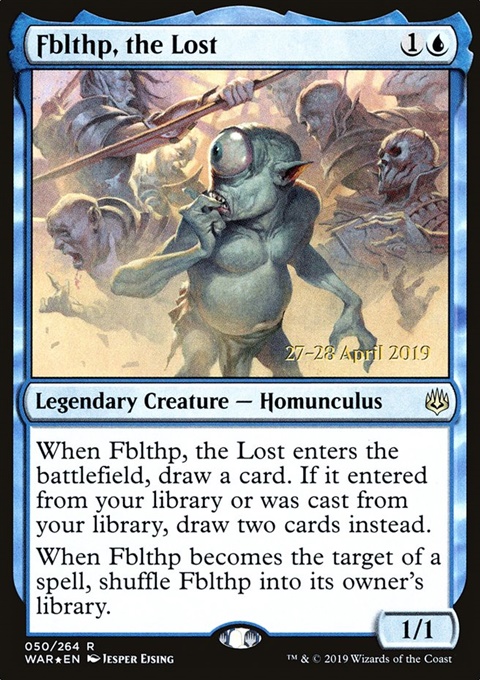 Fblthp, the Lost 1
27-28 April 2019
Legendary Creature — Homunculus
When Fblthp, the Lost enters the
battlefield, draw a card. If it entered
from your library or was cast from
your library, draw two cards instead.
When Fblthp becomes the target of a
spell, shuffle Fblthp into its owner's
library.
1/1
050/264 R
WAR★EN Jesper Ejsing
™ & © 2019 Wizards of the Coast